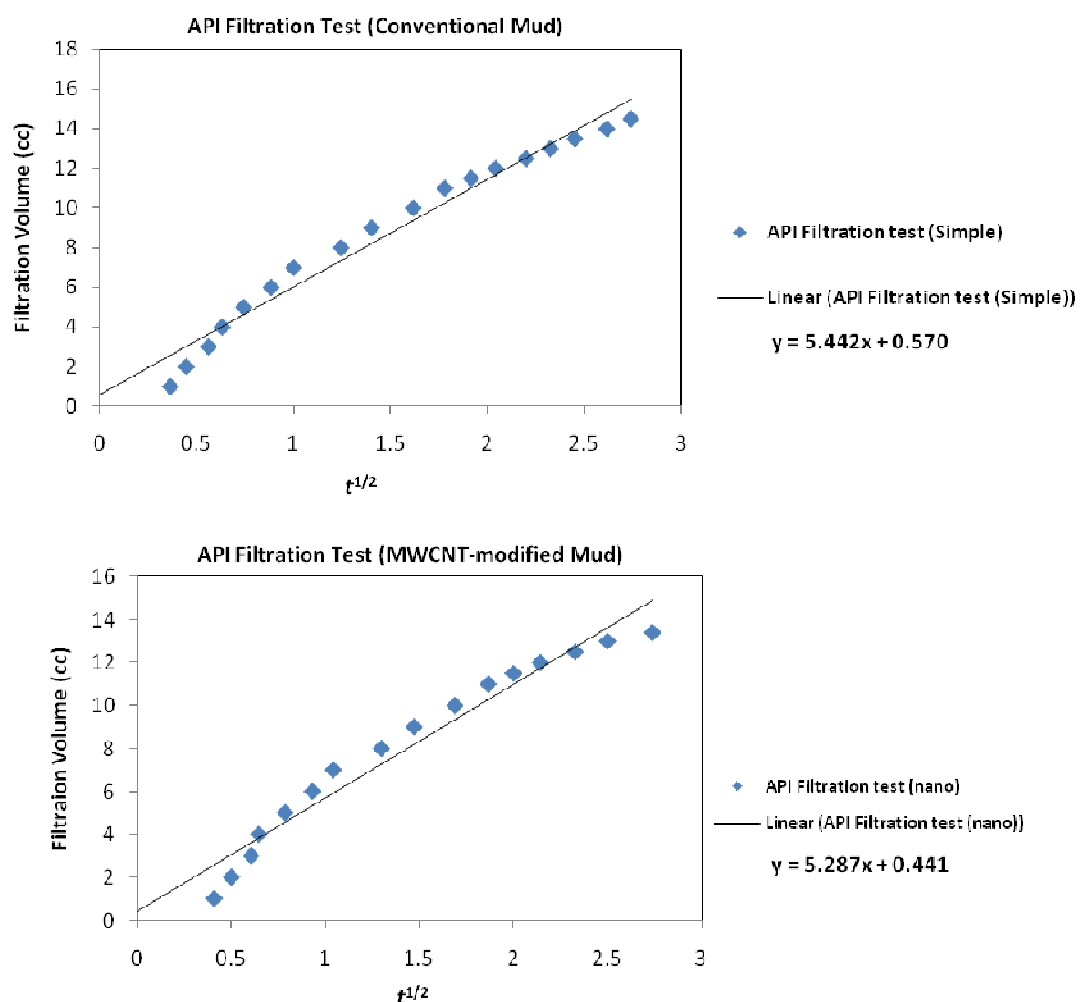 API Filtration Test (Conventional Mud)
18
16
14
12
10
8
6
4
2
0
Filtration Volume (cc)
0 0.5 1 1.5 2 2.5 3
t1/2
API Filtration test (Simple)
Linear (API Filtration test (Simple))
y = 5.442x + 0.570
API Filtration Test (MWCNT-modified Mud)
16
14
12
10
8
6
4
2
0
Filtraion Volume (cc)
0 0.5 1 1.5 2 2.5 3
t1/2
API Filtration test (nano)
Linear (API Filtration test (nano))
y = 5.287x + 0.441